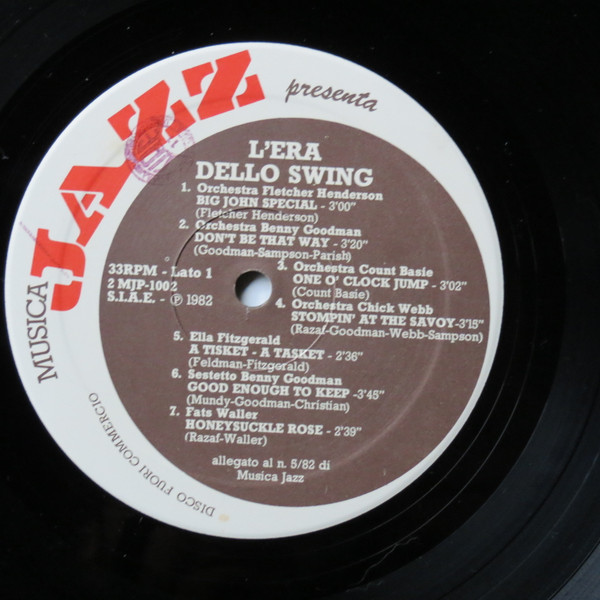 MUSICA
JAZZ
presenta
L'ERA
DELLO SWING
1. Orchestra Fletcher Henderson
BIG JOHN SPECIAL - 3'00"
(Fletcher Henderson)
2. Orchestra Benny Goodman
DON'T BE THAT WAY - 3'20"
(Goodman-Sampson-Parish)
3. Orchestra Count Basie
ONE O' CLOCK JUMP - 3'02"
(Count Basie)
4. Orchestra Chick Webb
STOMPIN' AT THE SAVOY-3'15"
(Razaf-Goodman-Webb-Sampson)
33RPM - Lato 1
2 MJP-1002
S.I.A.E. - ℗ 1982
5. Ella Fitzgerald
A TISKET - A TASKET - 2'36"
(Feldman-Fitzgerald)
6. Sestetto Benny Goodman
GOOD ENOUGH TO KEEP -3'45"
(Mundy-Goodman-Christian)
7. Fats Waller
HONEYSUCKLE ROSE - 2'39"
(Razaf-Waller)
allegato al n. 5/82 di
Musica Jazz
DISCO FUORI COMMERCIO